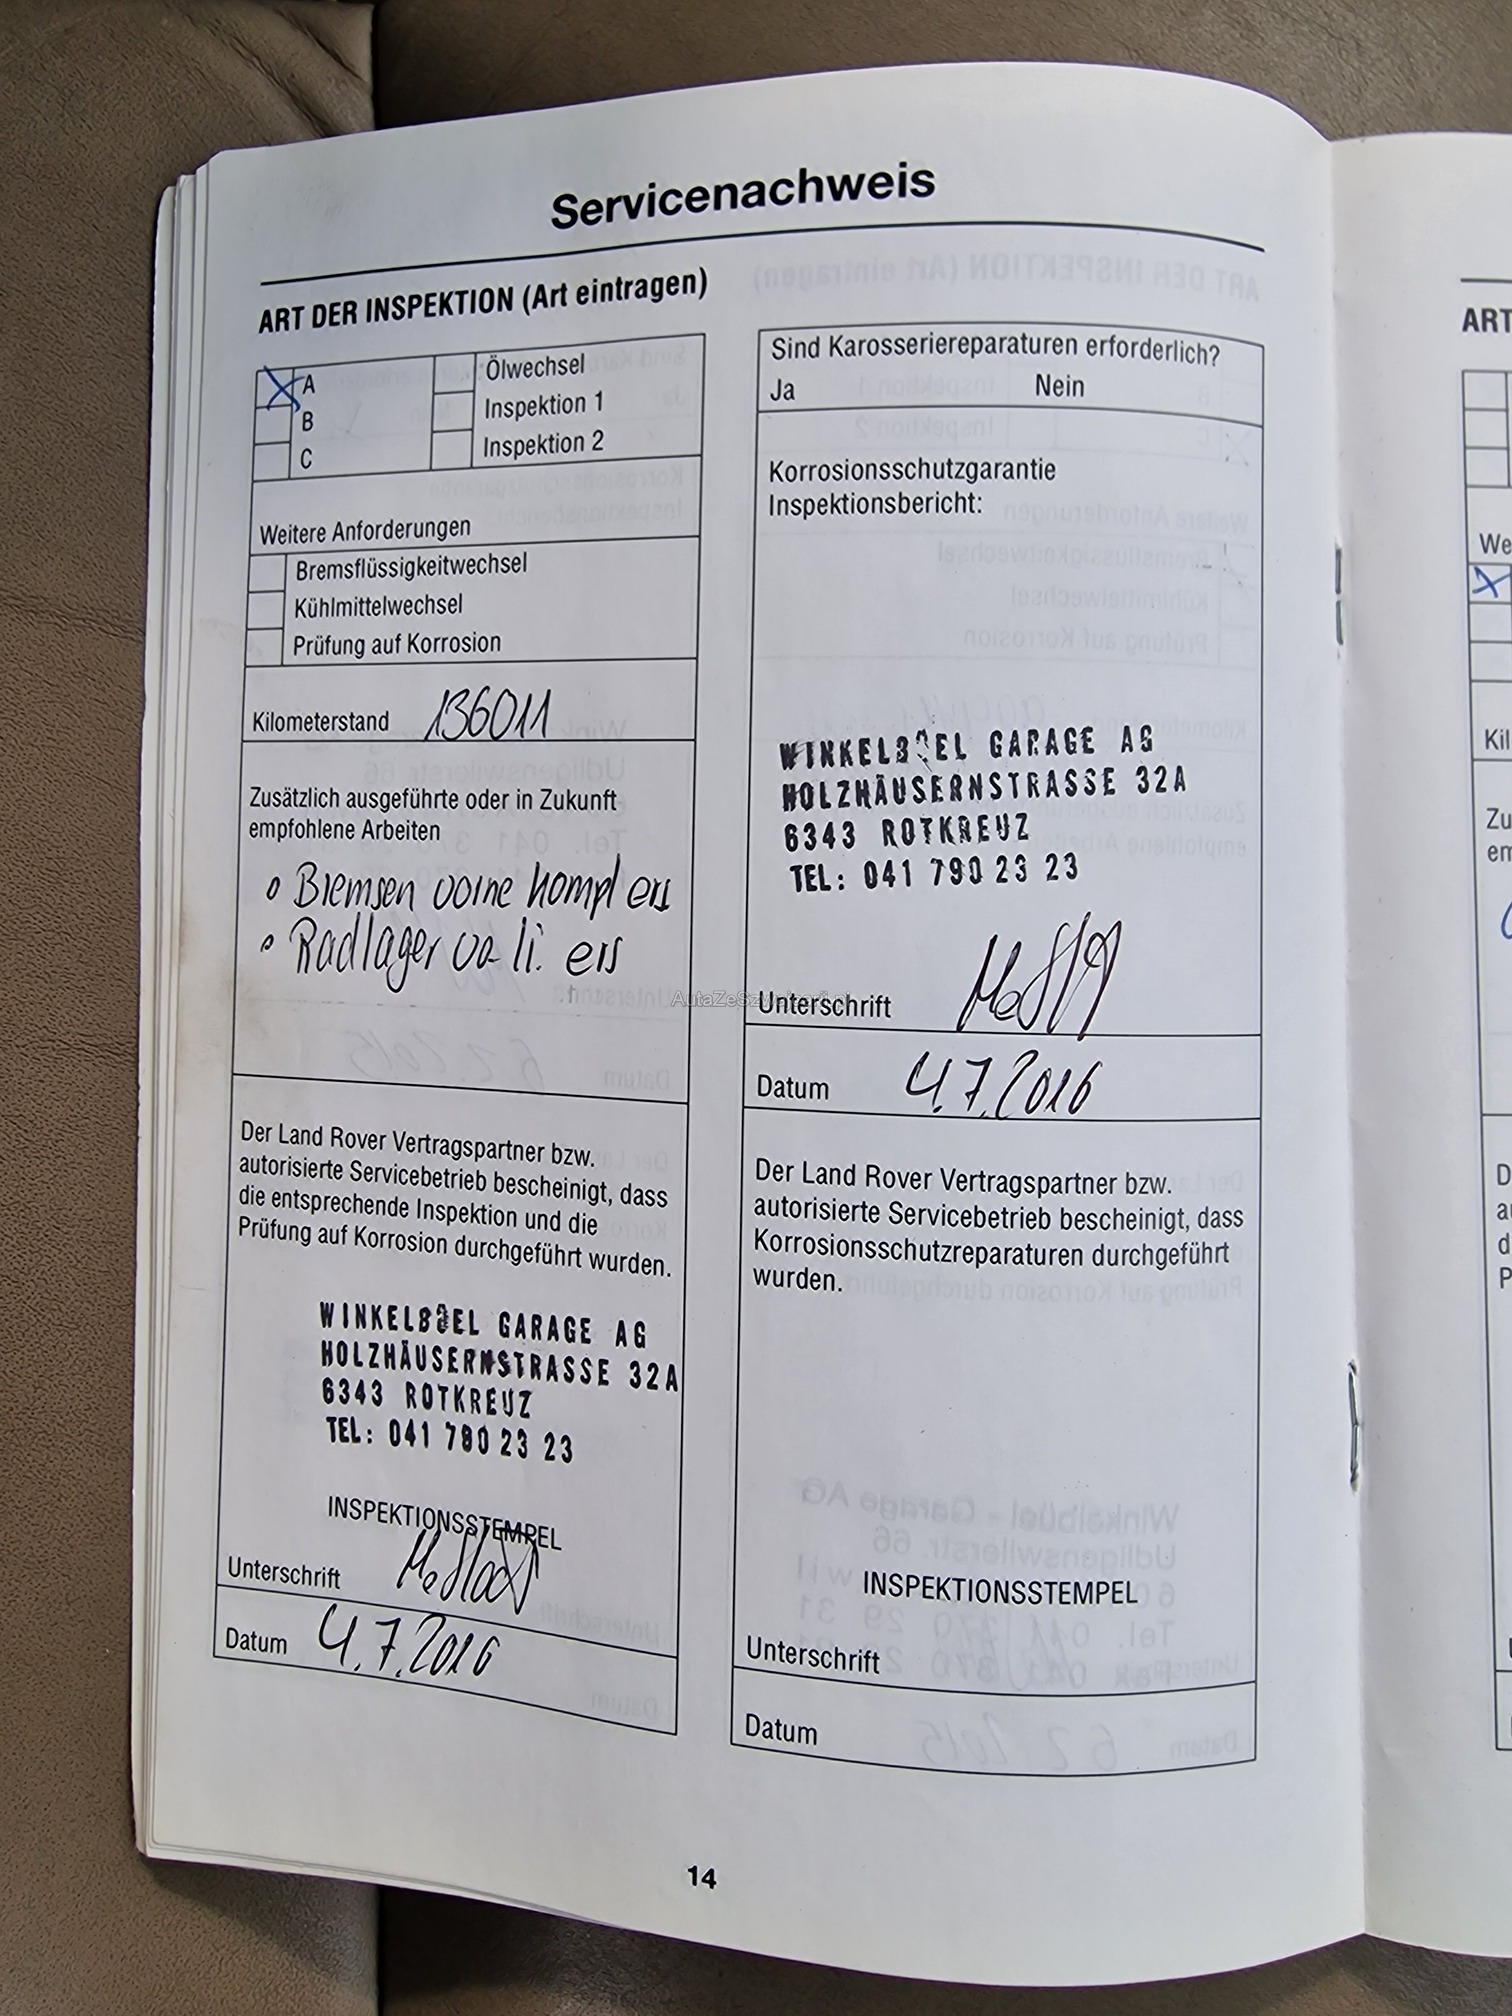 Servicenachweis
ART DER INSPEKTION (Art eintragen)
A
B
C
Ölwechsel
Inspektion 1
Inspektion 2
Weitere Anforderungen
Bremsflüssigkeitwechsel
Kühlmittelwechsel
Prüfung auf Korrosion
Kilometerstand 136011
Zusätzlich ausgeführte oder in Zukunft
empfohlene Arbeiten
Bremsen vorne kompl ers
Radlager vo li. ers
Der Land Rover Vertragspartner bzw.
autorisierte Servicebetrieb bescheinigt, dass
die entsprechende Inspektion und die
Prüfung auf Korrosion durchgeführt wurden.
GARAGE AG
HOLZHÄUSERNSTRASSE 32A
6343 ROTKREUZ
TEL: 041 790 23 23
INSPEKTIONSSTEMPEL
Unterschrift
Datum 4.7.2016
Sind Karosseriereparaturen erforderlich?
Ja Nein
Korrosionsschutzgarantie
Inspektionsbericht:
GARAGE AG
HOLZHÄUSERNSTRASSE 32A
6343 ROTKREUZ
TEL: 041 790 23 23
Unterschrift
Datum 4.7.2016
Der Land Rover Vertragspartner bzw.
autorisierte Servicebetrieb bescheinigt, dass
Korrosionsschutzreparaturen durchgeführt
wurden.
INSPEKTIONSSTEMPEL
Unterschrift
Datum
14
AutaZeSzwajcarii.pl
ART